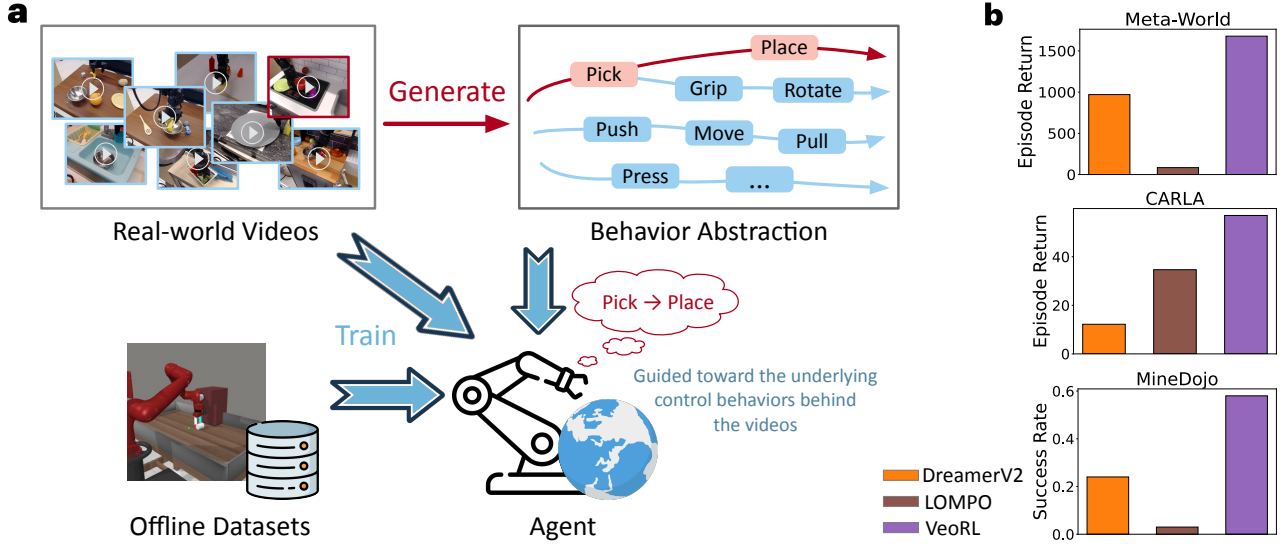 a
Generate
Pick
Place
Grip
Rotate
Push
Move
Pull
Press
...
Real-world Videos
Behavior Abstraction
Train
Pick → Place
Guided toward the underlying
control behaviors behind
the videos
Offline Datasets
Agent
b
Meta-World
Episode Return
1500
1000
500
0
CARLA
Episode Return
40
20
0
MineDojo
Success Rate
0.6
0.4
0.2
0.0
DreamerV2
LOMPO
VeoRL